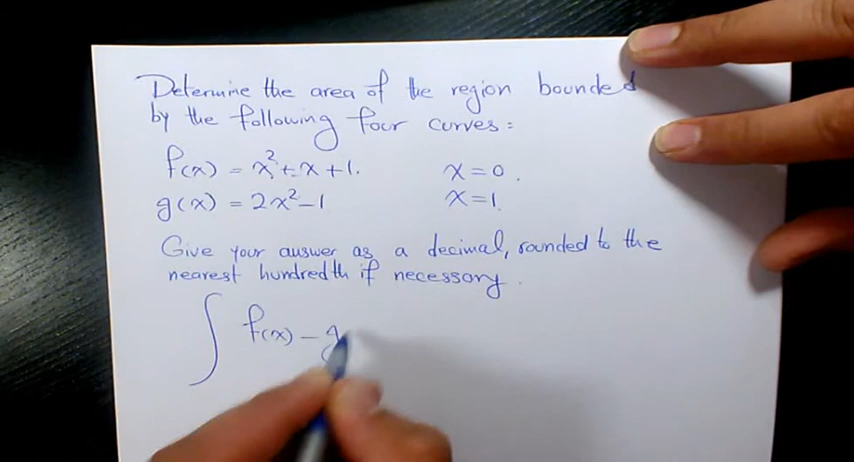 Determine the area of the region bounded
by the following four curves:
f(x) = x²+x+1. x=0.
g(x) = 2x²-1 x=1.
Give your answer as a decimal, rounded to the
nearest hundredth if necessory.
∫ f(x) - g